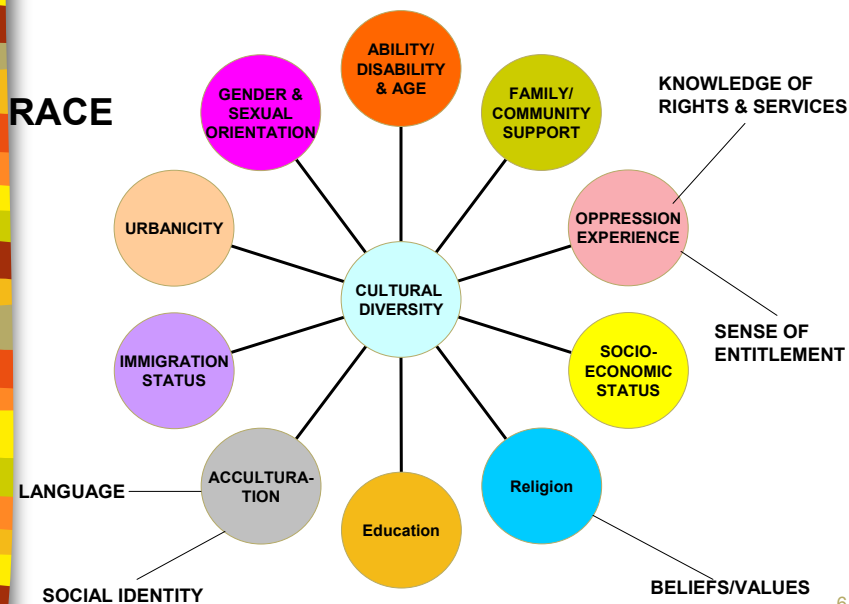 RACE
ABILITY/
DISABILITY
& AGE
GENDER &
SEXUAL
ORIENTATION
FAMILY/
COMMUNITY
SUPPORT
KNOWLEDGE OF
RIGHTS & SERVICES
URBANICITY
OPPRESSION
EXPERIENCE
CULTURAL
DIVERSITY
SENSE OF
ENTITLEMENT
IMMIGRATION
STATUS
SOCIO-
ECONOMIC
STATUS
LANGUAGE
ACCULTURA-
TION
Education
Religion
SOCIAL IDENTITY
BELIEFS/VALUES
6